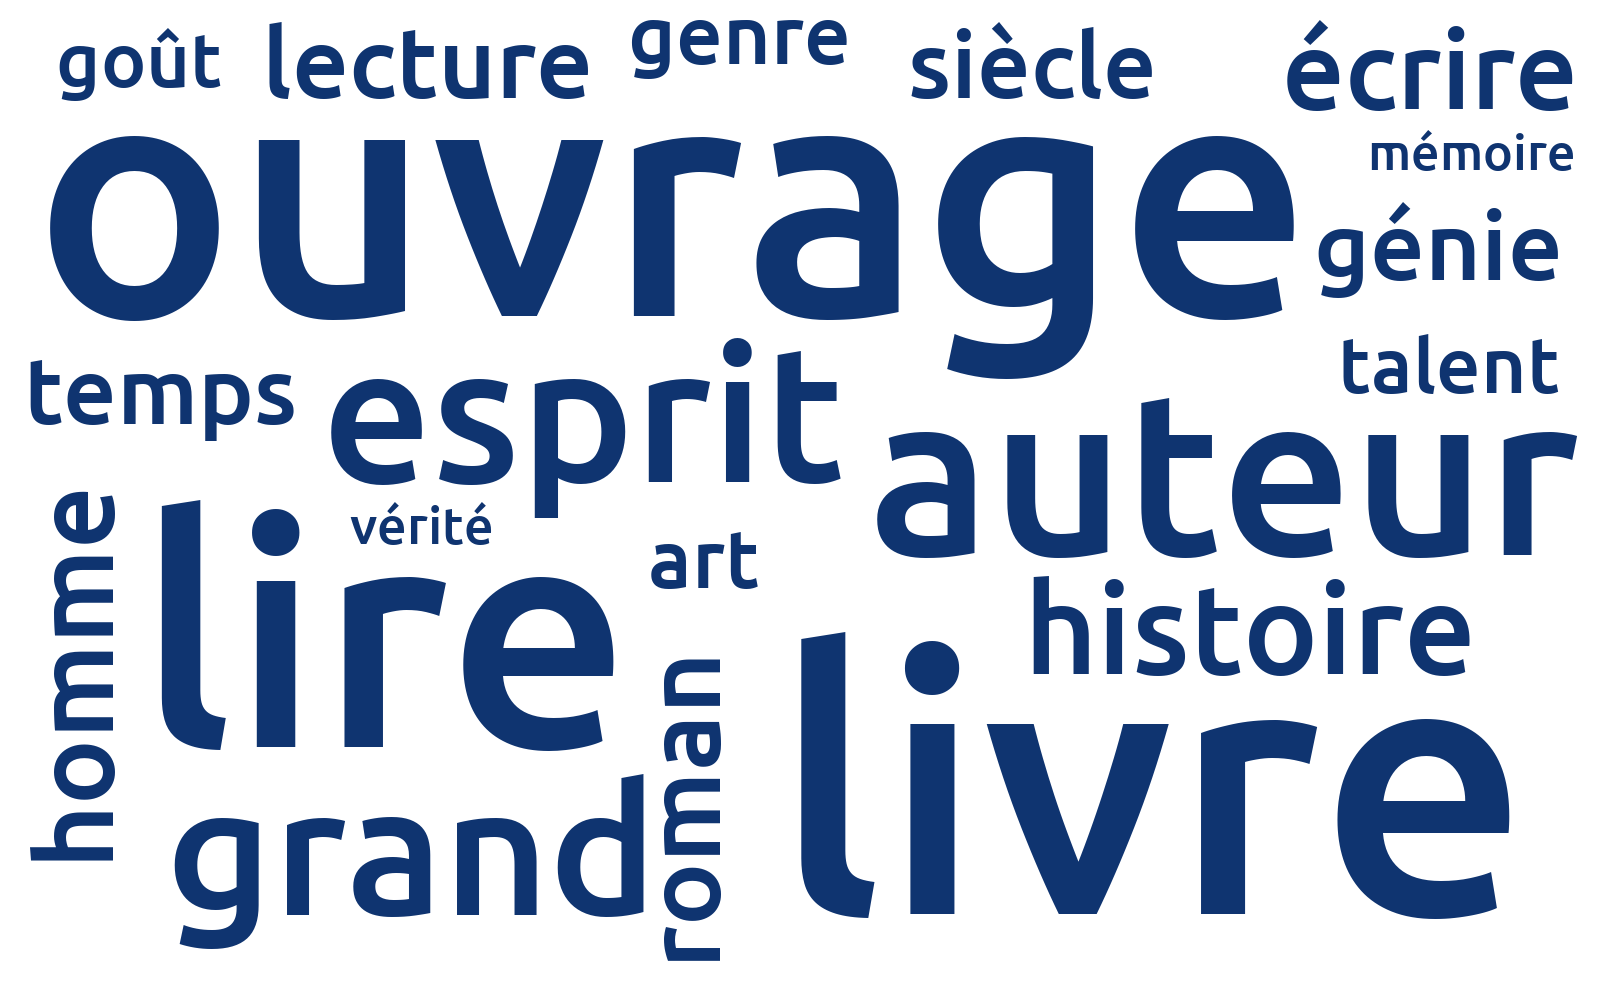 goût lecture genre siècle écrire
mémoire
ouvrage
génie
temps esprit talent
auteur
homme lire vérité art
histoire
grand roman livre